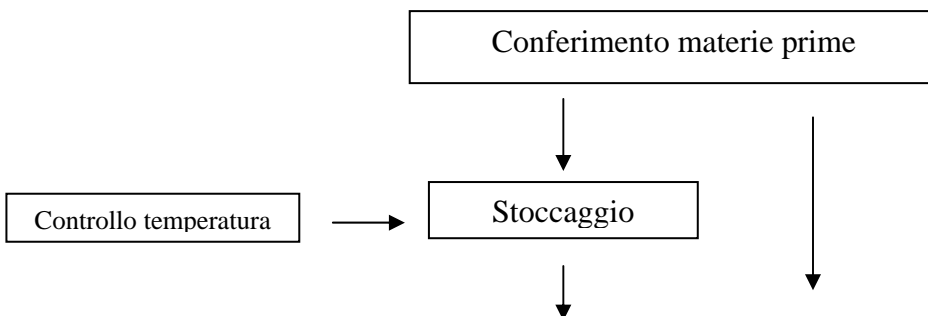 Conferimento materie prime
Controllo temperatura
Stoccaggio